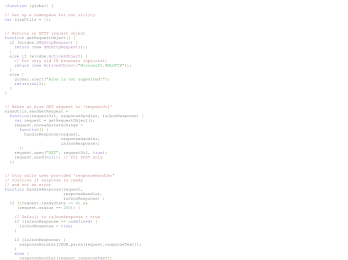 (function (global) {
// Set up a namespace for our utility
var ajaxUtils = {};
// Returns an HTTP request object
function getRequestObject() {
if (window.XMLHttpRequest) {
return (new XMLHttpRequest());
}
else if (window.ActiveXObject) {
// For very old IE browsers (optional)
return (new ActiveXObject("Microsoft.XMLHTTP"));
}
else {
global.alert("Ajax is not supported!");
return(null);
}
}
// Makes an Ajax GET request to 'requestUrl'
ajaxUtils.sendGetRequest =
function(requestUrl, responseHandler, isJsonResponse) {
var request = getRequestObject();
request.onreadystatechange =
function() {
handleResponse(request,
responseHandler,
isJsonResponse);
};
request.open("GET", requestUrl, true);
request.send(null); // for POST only
};
// Only calls user provided 'responseHandler'
// function if response is ready
// and not an error
function handleResponse(request,
responseHandler,
isJsonResponse) {
if ((request.readyState == 4) &&
(request.status == 200)) {
// Default to isJsonResponse = true
if (isJsonResponse == undefined) {
isJsonResponse = true;
}
if (isJsonResponse) {
responseHandler(JSON.parse(request.responseText));
}
else {
responseHandler(request.responseText);